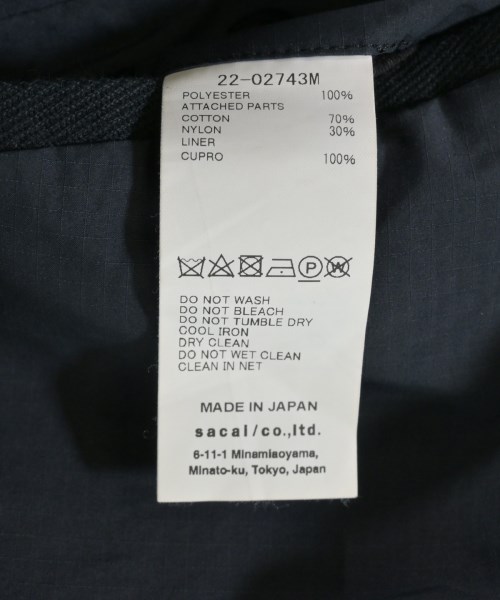 22-02743M
POLYESTER 100%
ATTACHED PARTS
COTTON 70%
NYLON 30%
LINER
CUPRO 100%
P W
DO NOT WASH
DO NOT BLEACH
DO NOT TUMBLE DRY
COOL IRON
DRY CLEAN
DO NOT WET CLEAN
CLEAN IN NET
MADE IN JAPAN
sacai/co.,ltd.
6-11-1 Minamiaoyama,
Minato-ku, Tokyo, Japan